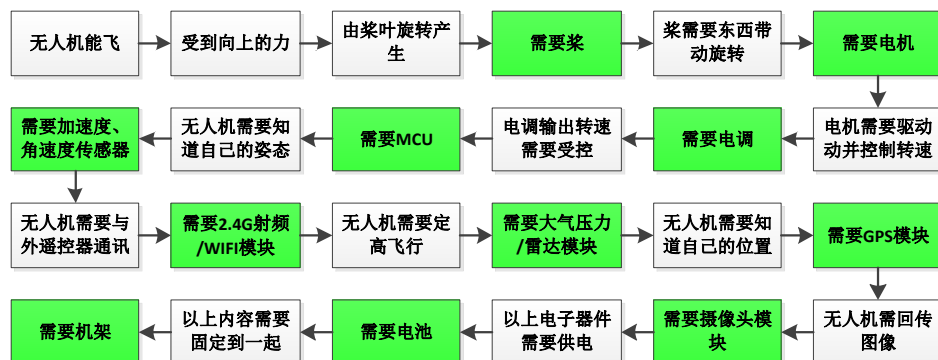 无人机能飞
受到向上的力
由桨叶旋转产
生
需要桨
桨需要东西带
动旋转
需要电机
电机需要驱动
动并控制转速
需要电调
电调输出转速
需要受控
需要MCU
无人机需要知
道自己的姿态
需要加速度、
角速度传感器
无人机需要与
外遥控器通讯
需要2.4G射频
/WIFI模块
无人机需要定
高飞行
需要大气压力
/雷达模块
无人机需要知
道自己的位置
需要GPS模块
无人机需回传
图像
需要摄像头模
块
以上电子器件
需要供电
需要电池
以上内容需要
固定到一起
需要机架